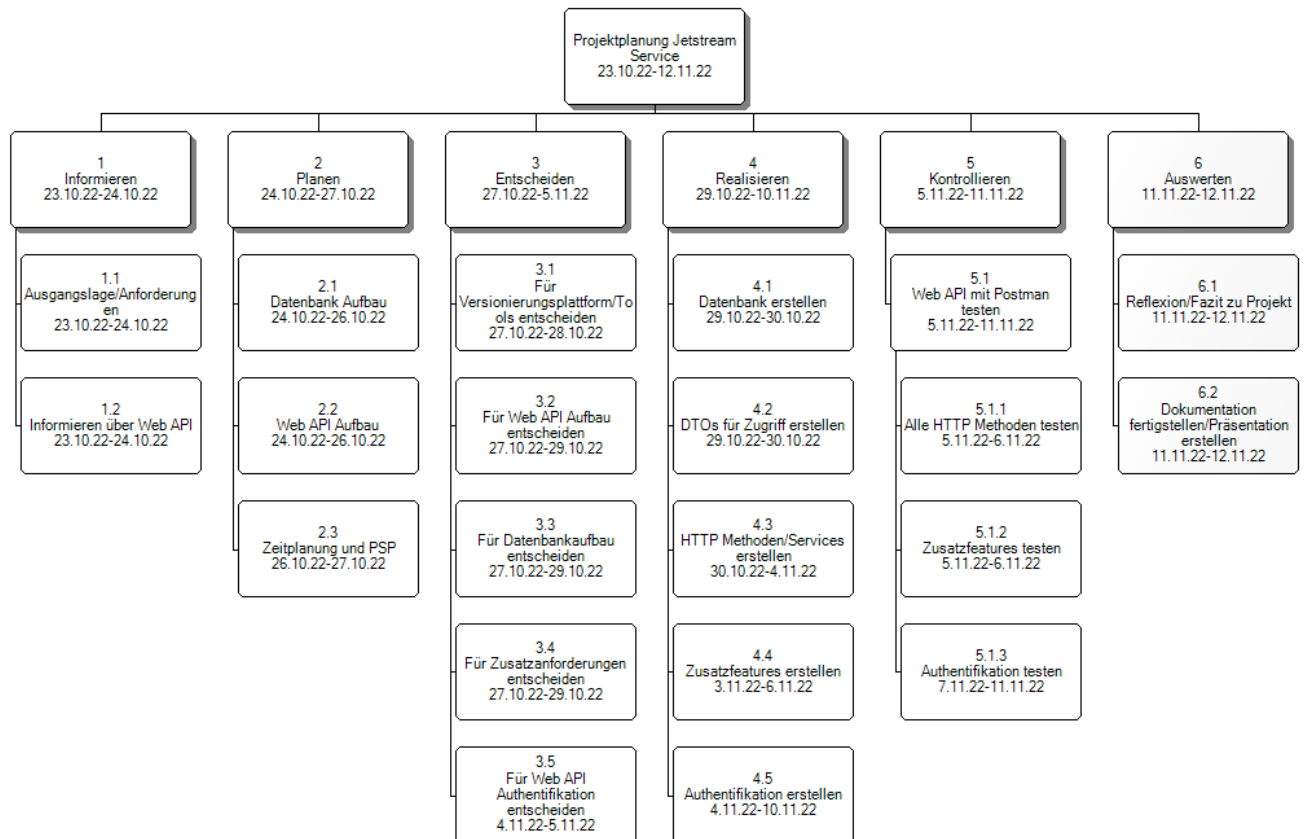 Projektplanung Jetstream
Service
23.10.22-12.11.22
1
Informieren
23.10.22-24.10.22
2
Planen
24.10.22-27.10.22
3
Entscheiden
27.10.22-5.11.22
4
Realisieren
29.10.22-10.11.22
5
Kontrollieren
5.11.22-11.11.22
6
Auswerten
11.11.22-12.11.22
1.1
Ausgangslage/Anforderung
en
23.10.22-24.10.22
1.2
Informieren über Web API
23.10.22-24.10.22
2.1
Datenbank Aufbau
24.10.22-26.10.22
2.2
Web API Aufbau
24.10.22-26.10.22
2.3
Zeitplanung und PSP
26.10.22-27.10.22
3.1
Für
Versionierungsplattform/To
ols entscheiden
27.10.22-28.10.22
3.2
Für Web API Aufbau
entscheiden
27.10.22-29.10.22
3.3
Für Datenbankaufbau
entscheiden
27.10.22-29.10.22
3.4
Für Zusatzanforderungen
entscheiden
27.10.22-29.10.22
3.5
Für Web API
Authentifikation
entscheiden
4.11.22-5.11.22
4.1
Datenbank erstellen
29.10.22-30.10.22
4.2
DTOs für Zugriff erstellen
29.10.22-30.10.22
4.3
HTTP Methoden/Services
erstellen
30.10.22-4.11.22
4.4
Zusatzfeatures erstellen
3.11.22-6.11.22
4.5
Authentifikation erstellen
4.11.22-10.11.22
5.1
Web API mit Postman
testen
5.11.22-11.11.22
5.1.1
Alle HTTP Methoden testen
5.11.22-6.11.22
5.1.2
Zusatzfeatures testen
5.11.22-6.11.22
5.1.3
Authentifikation testen
7.11.22-11.11.22
6.1
Reflexion/Fazit zu Projekt
11.11.22-12.11.22
6.2
Dokumentation
fertigstellen/Präsentation
erstellen
11.11.22-12.11.22